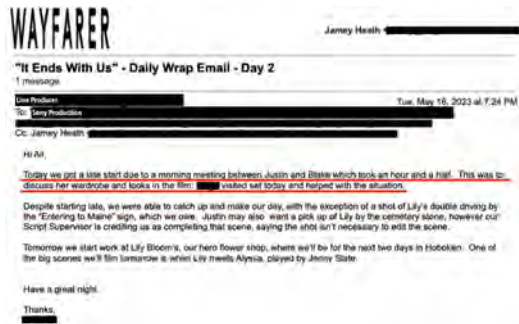 WAYFARER
Jamey Heath
"It Ends With Us" - Daily Wrap Email - Day 2
1 message
Line Producers
Tue, May 16, 2023 at 7:24 PM
To: Sony Production
Cc: Jamey Heath
Hi All,
Today we got a late start due to a morning meeting between Justin and Blake which took an hour and a half. This was to
discuss her wardrobe and looks in the film: visited set today and helped with the situation.
Despite starting late, we were able to catch up and make our day, with the exception of a shot of Lily's double driving by
the "Entering to Maine" sign, which we owe. Justin may also want a pick up of Lily by the cemetery stone, however our
Script Supervisor is crediting us as completing that scene, saying the shot isn't necessary to edit the scene.
Tomorrow we start work at Lily Bloom's, our hero flower shop, where we'll be for the next two days in Hoboken. One of
the big scenes we'll film tomorrow is when Lily meets Alyssa, played by Jenny Slate.
Have a great night.
Thanks,